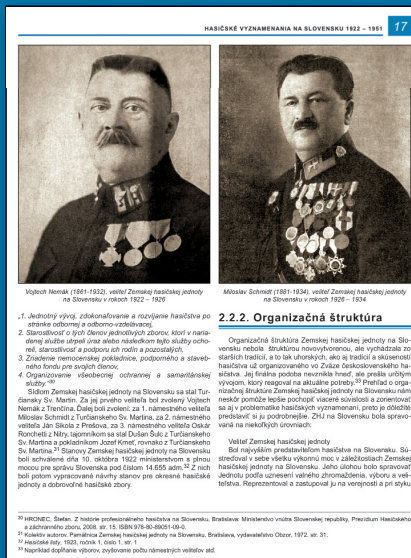 HASIČSKÉ VYZNAMENANIA NA SLOVENSKU 1922 – 1951 17
Vojtech Nemák (1861-1932), veliteľ Zemskej hasičskej jednoty
na Slovensku v rokoch 1922 – 1926
„1. Jednotný vývoj, zdokonaľovanie a rozvíjanie hasičstva po
stránke odbornej a odborno-vzdelávacej,
2. Starostlivosť o tých členov jednotlivých zborov, ktorí v naria-
denej službe utrpeli úraz alebo následkom tejto služby ocho-
reli, starostlivosť a podporu ich rodín a pozostalých,
3. Zriadenie nemocenskej pokladnice, podporného a staveb-
ného fondu pre svojich členov,
4. Organizovanie všeobecnej ochrannej a samaritánskej
služby.“30
Sídlom Zemskej hasičskej jednoty na Slovensku sa stal Tur-
čiansky Sv. Martin. Za jej prvého veliteľa bol zvolený Vojtech
Nemák z Trenčína. Ďalej boli zvolení: za 1. námestného veliteľa
Miloslav Schmidt z Turčianskeho Sv. Martina, za 2. námestného
veliteľa Ján Sikola z Prešova, za 3. námestného veliteľa Oskár
Ronchetti z Nitry, tajomníkom sa stal Dušan Šulc z Turčianskeho
Sv. Martina a pokladníkom Jozef Kmeť, rovnako z Turčianskeho
Sv. Martina.31 Stanovy Zemskej hasičskej jednoty na Slovensku
boli schválené dňa 10. októbra 1922 ministerstvom s plnou
mocou pre správu Slovenska pod číslom 14.655 adm.32 Z nich
boli potom vypracované návrhy stanov pre okresné hasičské
jednoty a dobrovoľné hasičské zbory.
Miloslav Schmidt (1881-1934), veliteľ Zemskej hasičskej jednoty
na Slovensku v rokoch 1926 – 1934
2.2.2. Organizačná štruktúra
Organizačná štruktúra Zemskej hasičskej jednoty na Slo-
vensku nebola štruktúrou novovytvorenou, ale vychádzala zo
starších tradícií, a to tak uhorských, ako aj tradícií a skúseností
hasičstva už organizovaného vo Zväze československého ha-
sičstva. Jej finálna podoba nevznikla hneď, ale prešla určitým
vývojom, ktorý reagoval na aktuálne potreby.33 Prehľad o orga-
nizačnej štruktúre Zemskej hasičskej jednoty na Slovensku nám
neskôr pomôže lepšie pochopiť viaceré súvislosti a zorientovať
sa aj v problematike hasičských vyznamenaní, preto je dôležité
predstaviť si ju podrobnejšie. ZHJ na Slovensku bola spravo-
vaná na niekoľkých úrovniach:
Veliteľ Zemskej hasičskej jednoty
Bol najvyšším predstaviteľom hasičstva na Slovensku. Sú-
streďoval v sebe všetku výkonnú moc v záležitostiach Zemskej
hasičskej jednoty na Slovensku. Jeho úlohou bolo spravovať
Jednotu podľa uznesení valného zhromaždenia, výboru a veli-
teľstva. Reprezentoval a zastupoval ju na verejnosti a pri styku
30 HRONEC, Štefan. Z histórie profesionálneho hasičstva na Slovensku. Bratislava: Ministerstvo vnútra Slovenskej republiky, Prezídium Hasičského
a záchranného zboru, 2008. str. 15. ISBN 978-80-89051-09-0.
31 Kolektív autorov. Pamätnica Zemskej hasičskej jednoty na Slovensku. Bratislava, vydavateľstvo Obzor, 1972. str. 31.
32 Hasičské listy, 1923, ročník 1, číslo 1, str. 1
33 Napríklad dopĺňanie výborov, zvyšovanie počtu námestných veliteľov atď.